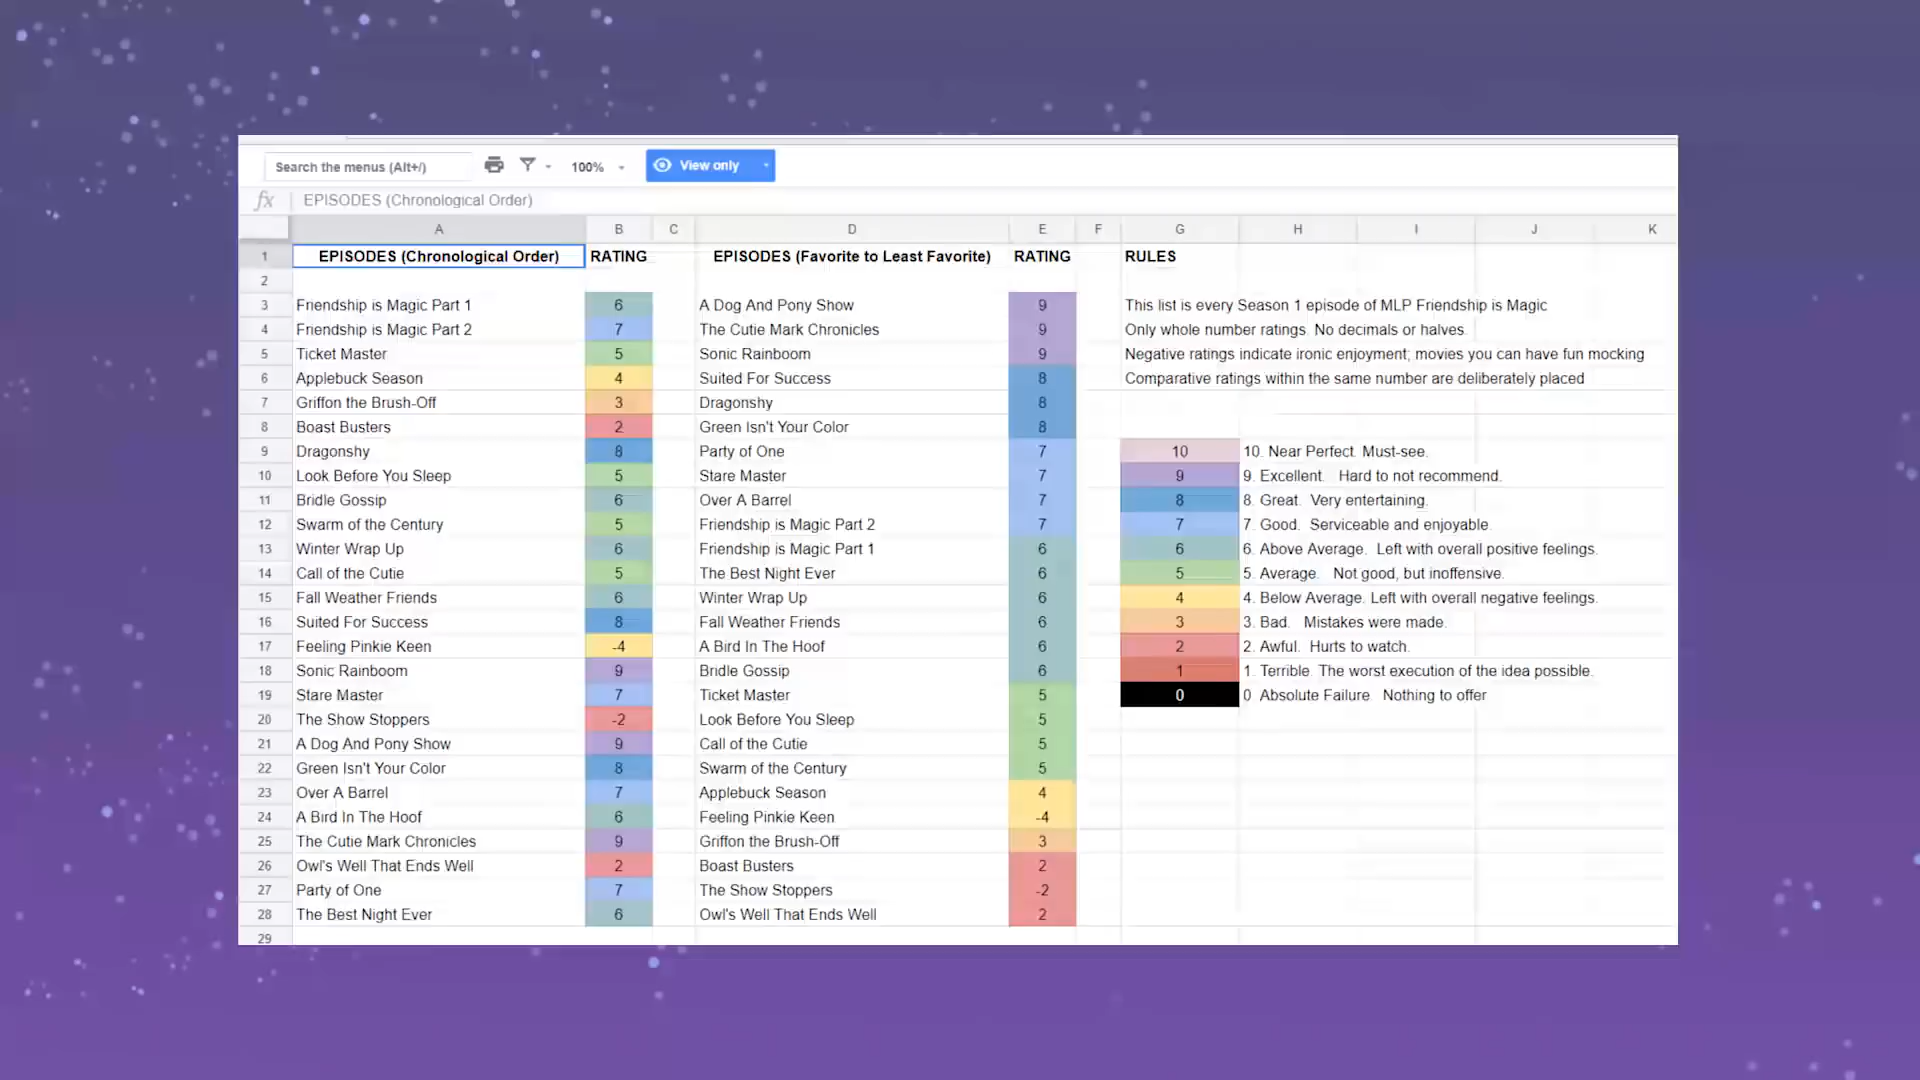 Search the menus (Alt+/) 100% View only
fx EPISODES (Chronological Order)
A B C D E F G H I J K
1 EPISODES (Chronological Order) RATING EPISODES (Favorite to Least Favorite) RATING RULES
2
3 Friendship is Magic Part 1 6 A Dog And Pony Show 9 This list is every Season 1 episode of MLP Friendship is Magic
4 Friendship is Magic Part 2 7 The Cutie Mark Chronicles 9 Only whole number ratings. No decimals or halves.
5 Ticket Master 5 Sonic Rainboom 9 Negative ratings indicate ironic enjoyment; movies you can have fun mocking
6 Applebuck Season 4 Suited For Success 8 Comparative ratings within the same number are deliberately placed
7 Griffon the Brush-Off 3 Dragonshy 8
8 Boast Busters 2 Green Isn't Your Color 8
9 Dragonshy 8 Party of One 7 10 10. Near Perfect. Must-see.
10 Look Before You Sleep 5 Stare Master 7 9 9. Excellent. Hard to not recommend.
11 Bridle Gossip 6 Over A Barrel 7 8 8. Great. Very entertaining.
12 Swarm of the Century 5 Friendship is Magic Part 2 7 7 7. Good. Serviceable and enjoyable.
13 Winter Wrap Up 6 Friendship is Magic Part 1 6 6 6. Above Average. Left with overall positive feelings.
14 Call of the Cutie 5 The Best Night Ever 6 5 5. Average. Not good, but inoffensive.
15 Fall Weather Friends 6 Winter Wrap Up 6 4 4. Below Average. Left with overall negative feelings.
16 Suited For Success 8 Fall Weather Friends 6 3 3. Bad. Mistakes were made.
17 Feeling Pinkie Keen -4 A Bird In The Hoof 6 2 2. Awful. Hurts to watch.
18 Sonic Rainboom 9 Bridle Gossip 6 1 1. Terrible. The worst execution of the idea possible.
19 Stare Master 7 Ticket Master 5 0 0 Absolute Failure Nothing to offer
20 The Show Stoppers -2 Look Before You Sleep 5
21 A Dog And Pony Show 9 Call of the Cutie 5
22 Green Isn't Your Color 8 Swarm of the Century 5
23 Over A Barrel 7 Applebuck Season 4
24 A Bird In The Hoof 6 Feeling Pinkie Keen -4
25 The Cutie Mark Chronicles 9 Griffon the Brush-Off 3
26 Owl's Well That Ends Well 2 Boast Busters 2
27 Party of One 7 The Show Stoppers -2
28 The Best Night Ever 6 Owl's Well That Ends Well 2
29